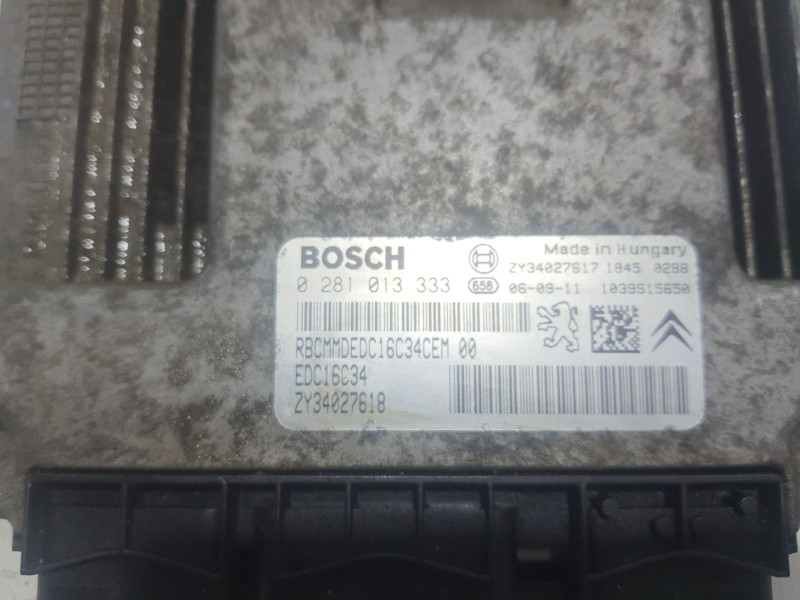 BOSCH
Made in Hungary
ZY34027617 1845 0298
0 281 013 333 658 06-09-11 1039S15650
RBCMMDEDC16C34CEM 00
EDC16C34
ZY34027618